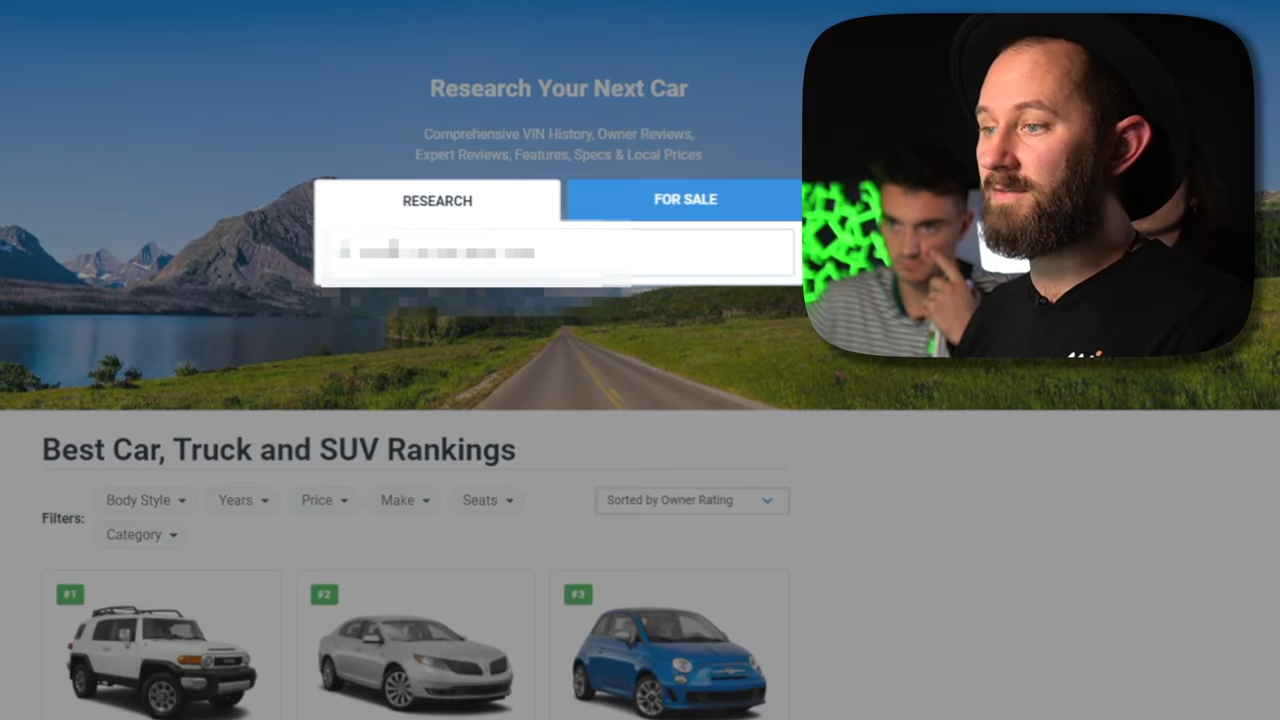 Research Your Next Car
Comprehensive VIN History, Owner Reviews,
Expert Reviews, Features, Specs & Local Prices
RESEARCH
FOR SALE
Best Car, Truck and SUV Rankings
Filters:
Body Style
Years
Price
Make
Seats
Category
Sorted by Owner Rating
#1
#2
#3